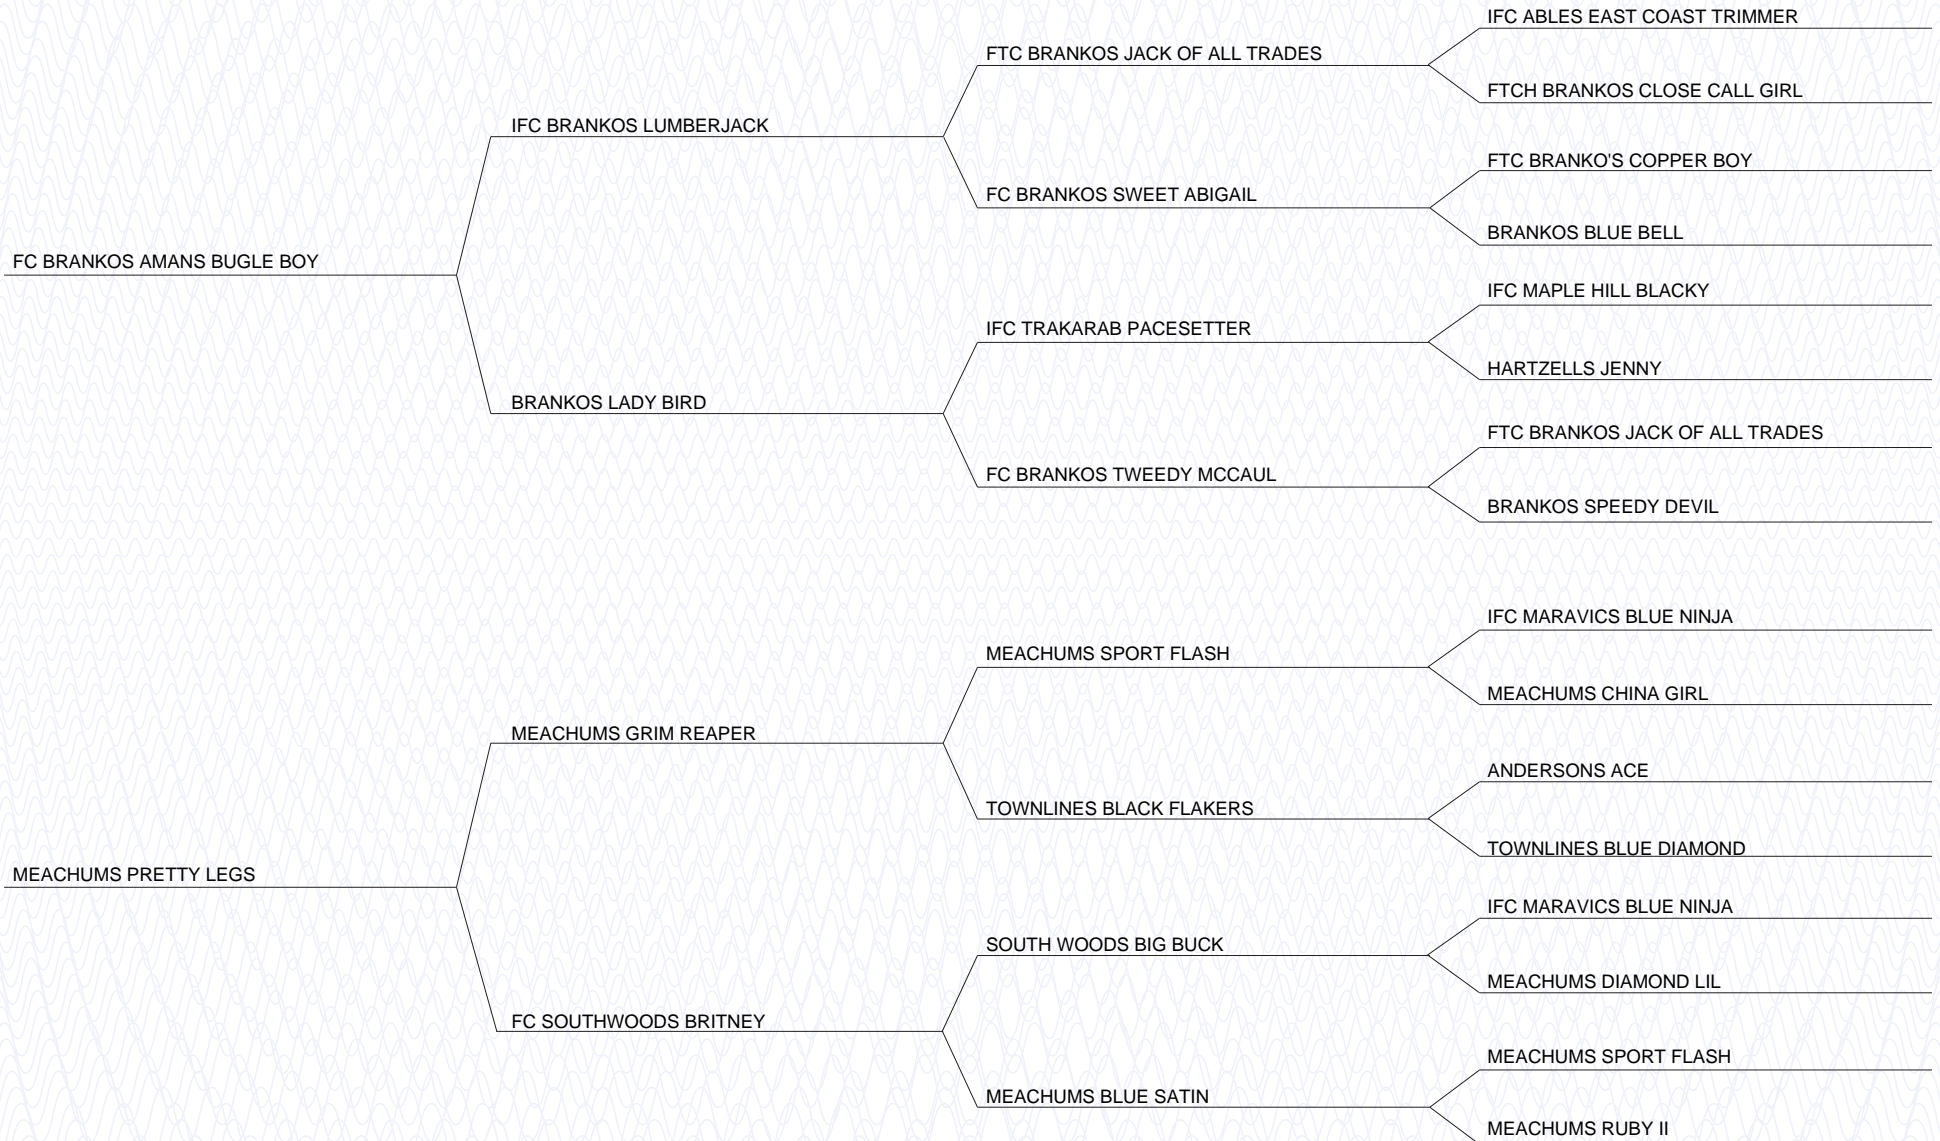 IFC ABLES EAST COAST TRIMMER
FTC BRANKOS JACK OF ALL TRADES
FTCH BRANKOS CLOSE CALL GIRL
IFC BRANKOS LUMBERJACK
FTC BRANKO'S COPPER BOY
FC BRANKOS SWEET ABIGAIL
BRANKOS BLUE BELL
FC BRANKOS AMANS BUGLE BOY
IFC MAPLE HILL BLACKY
IFC TRAKARAB PACESETTER
HARTZELLS JENNY
BRANKOS LADY BIRD
FTC BRANKOS JACK OF ALL TRADES
FC BRANKOS TWEEDY MCCAUL
BRANKOS SPEEDY DEVIL
IFC MARAVICS BLUE NINJA
MEACHUMS SPORT FLASH
MEACHUMS CHINA GIRL
MEACHUMS GRIM REAPER
ANDERSONS ACE
TOWNLINES BLACK FLAKERS
TOWNLINES BLUE DIAMOND
MEACHUMS PRETTY LEGS
IFC MARAVICS BLUE NINJA
SOUTH WOODS BIG BUCK
MEACHUMS DIAMOND LIL
FC SOUTHWOODS BRITNEY
MEACHUMS SPORT FLASH
MEACHUMS BLUE SATIN
MEACHUMS RUBY II